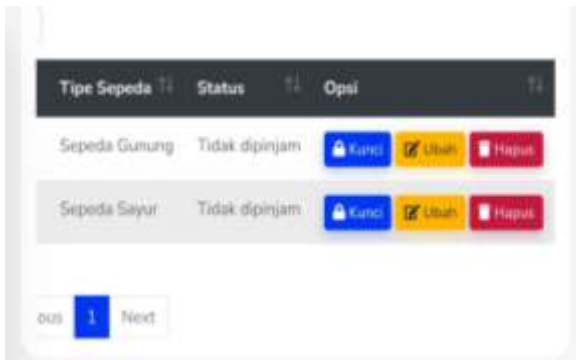 Tipe Sepeda Status Opsi
Sepeda Gunung Tidak dipinjam Kunci Ubah Hapus
Sepeda Sayur Tidak dipinjam Kunci Ubah Hapus
ous 1 Next